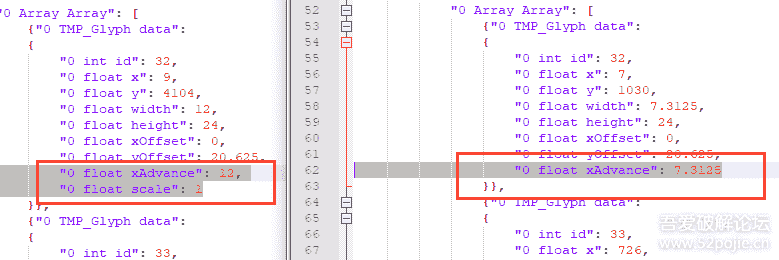 "0 Array Array": [
{"0 TMP_Glyph data":
{
"0 int id": 32,
"0 float x": 9,
"0 float y": 4104,
"0 float width": 12,
"0 float height": 24,
"0 float xOffset": 0,
"0 float yOffset": 20.625,
"0 float xAdvance": 12,
"0 float scale": 1
}},
{"0 TMP_Glyph data":
{
"0 int id": 33,
52 "0 Array Array": [
53 {"0 TMP_Glyph data":
54 {
55 "0 int id": 32,
56 "0 float x": 7,
57 "0 float y": 1030,
58 "0 float width": 7.3125,
59 "0 float height": 24,
60 "0 float xOffset": 0,
61 "0 float yOffset": 20.625,
62 "0 float xAdvance": 7.3125
63 }},
64 {"0 TMP_Glyph data":
65 {
66 "0 int id": 33,
67 "0 float x": 726,
吾爱破解论坛
www.52pojie.cn